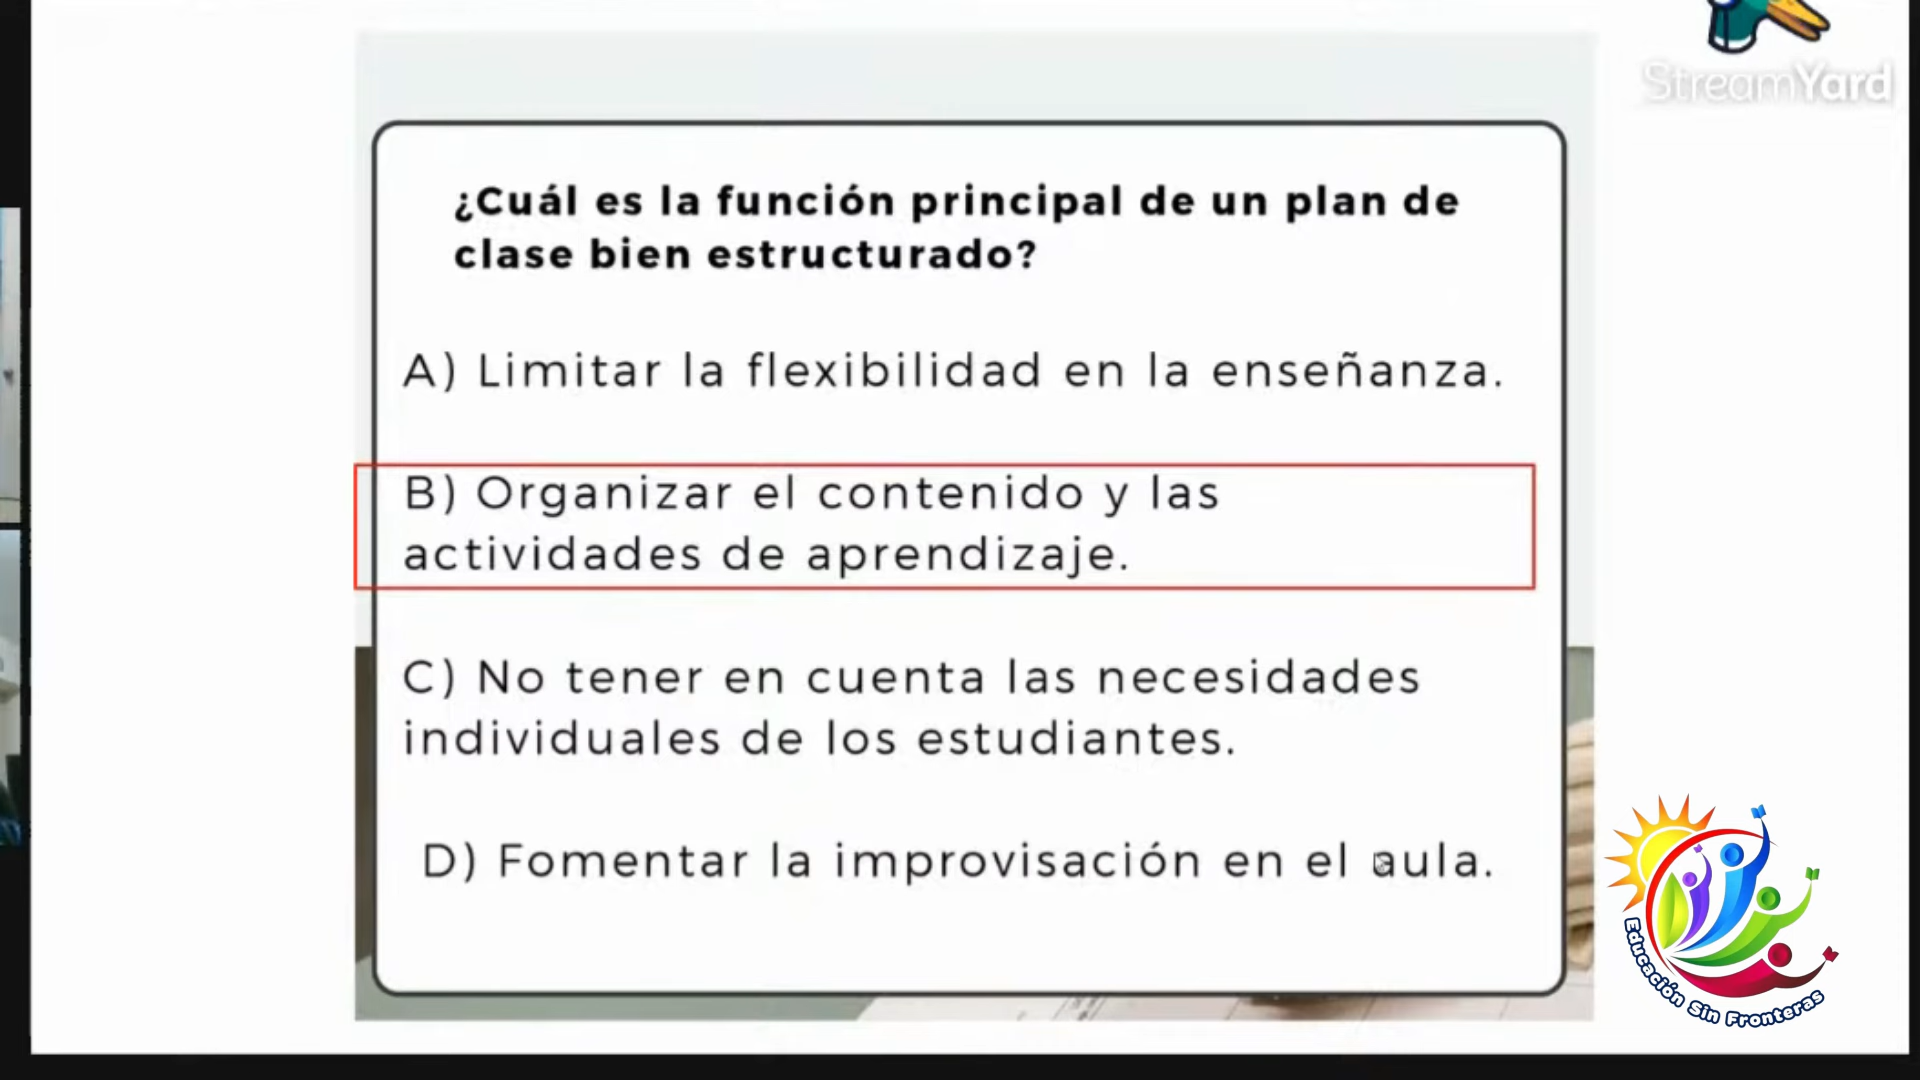 StreamYard
¿Cuál es la función principal de un plan de
clase bien estructurado?
A) Limitar la flexibilidad en la enseñanza.
B) Organizar el contenido y las
actividades de aprendizaje.
C) No tener en cuenta las necesidades
individuales de los estudiantes.
D) Fomentar la improvisación en el aula.
Educación Sin Fronteras